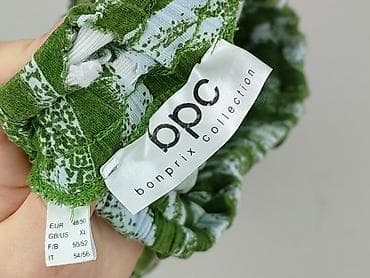 bpc
bonprix collection
EUR 48/50
GB/US XL
F/B 50/52
IT 54/56